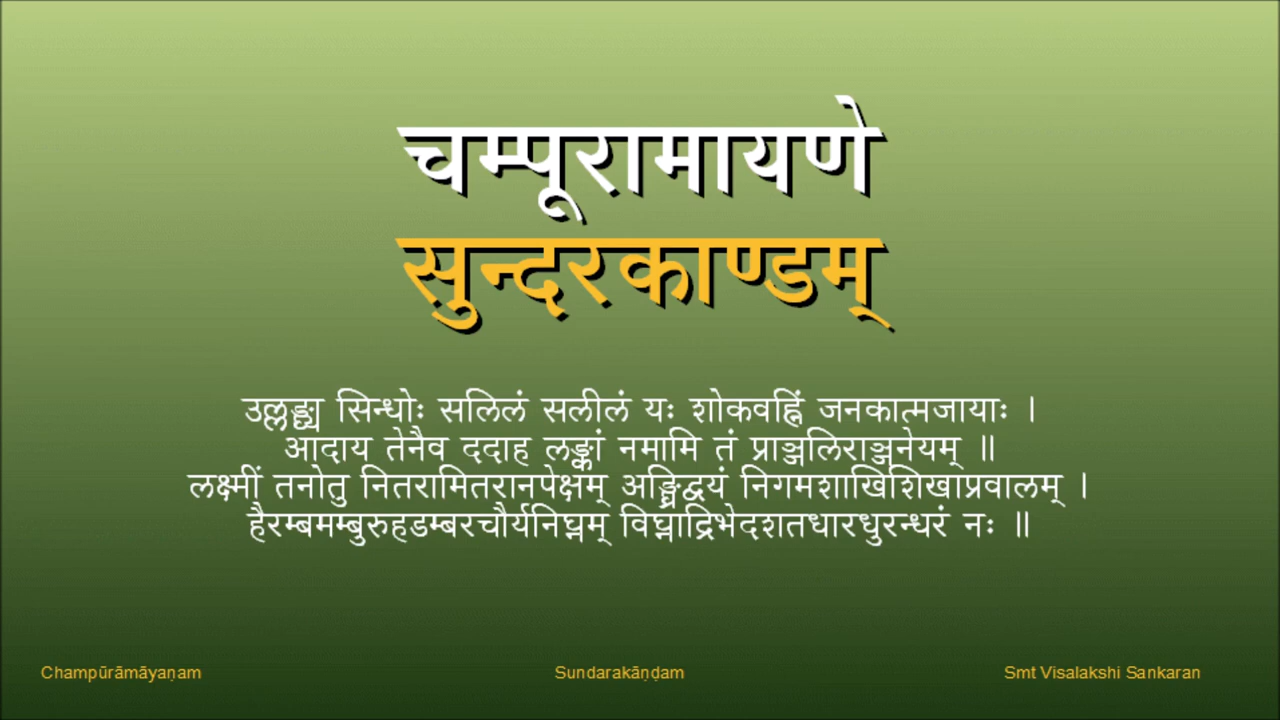 चम्पूरामायणे
सुन्दरकाण्डम्
उल्लङ्घ्य सिन्धोः सलिलं सलीलं यः शोकवह्निं जनकात्मजायाः ।
आदाय तेनैव ददाह लङ्कां नमामि तं प्राञ्जलिराञ्जनेयम् ॥
लक्ष्मीं तनोतु नितरामितरानपेक्षम् अङ्घ्रिद्वयं निगमशाखिशिखाप्रवालम् ।
हैरम्बमम्बुरुहडम्बरचौर्यनिघ्नम् विघ्नाद्रिभेदशतधारधुरन्धरं नः ॥
Champūrāmāyaṇam
Sundarakāṇḍam
Smt Visalakshi Sankaran